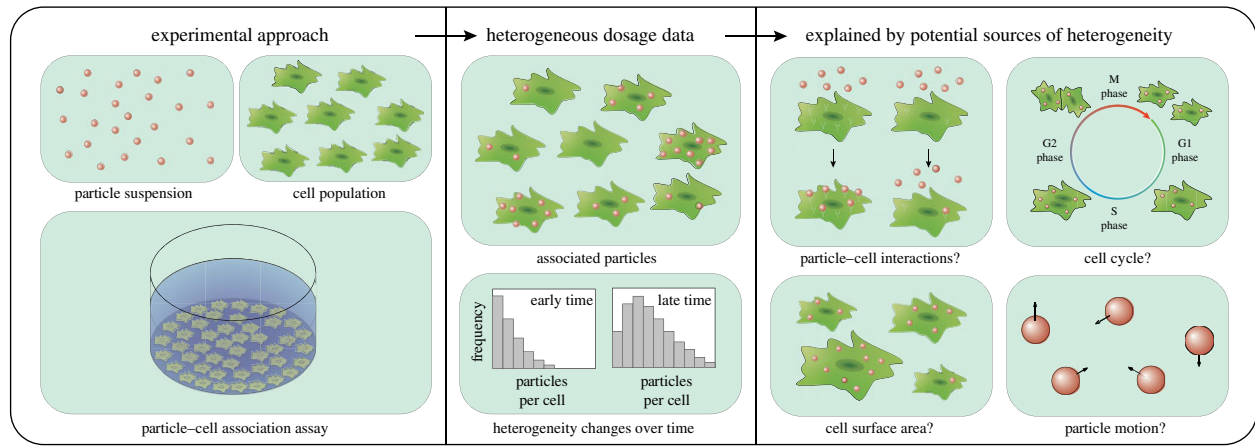 experimental approach
particle suspension
cell population
particle–cell association assay
heterogeneous dosage data
associated particles
frequency
early time
particles
per cell
late time
particles
per cell
heterogeneity changes over time
explained by potential sources of heterogeneity
particle–cell interactions?
M
phase
G2
phase
G1
phase
S
phase
cell cycle?
cell surface area?
particle motion?